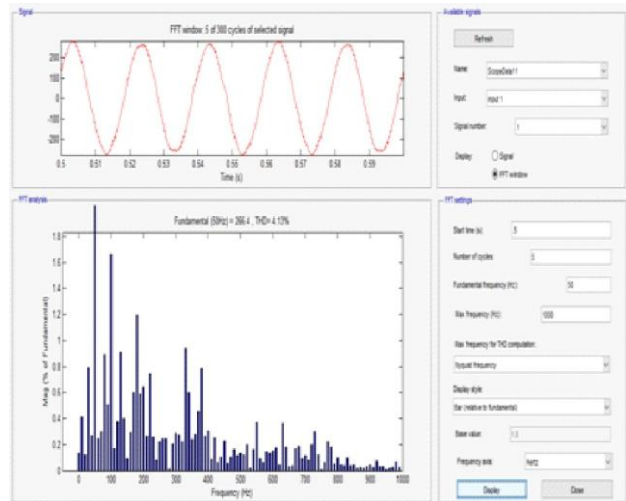 Signal
FFT window: 5 of 300 cycles of selected signal
200
100
0
-100
-200
0.5
0.51
0.52
0.53
0.54
0.55
0.56
0.57
0.58
0.59
Time (s)
Available signals
Refresh
Name:
ScopeData11
Input:
input 1
Signal number:
1
Display:
Signal
FFT window
FFT analysis
Fundamental (50Hz) = 266.4 , THD= 4.13%
1.8
1.6
1.4
1.2
1
0.8
0.6
0.4
0.2
0
Mag (% of Fundamental)
0
100
200
300
400
500
600
700
800
900
1000
Frequency (Hz)
FFT settings
Start time (s):
.5
Number of cycles:
5
Fundamental frequency (Hz):
50
Max frequency (Hz):
1000
Max frequency for THD computation:
Nyquist frequency
Display style:
Bar (relative to fundamental)
Base value:
1.0
Frequency axis:
Hertz
Display
Close